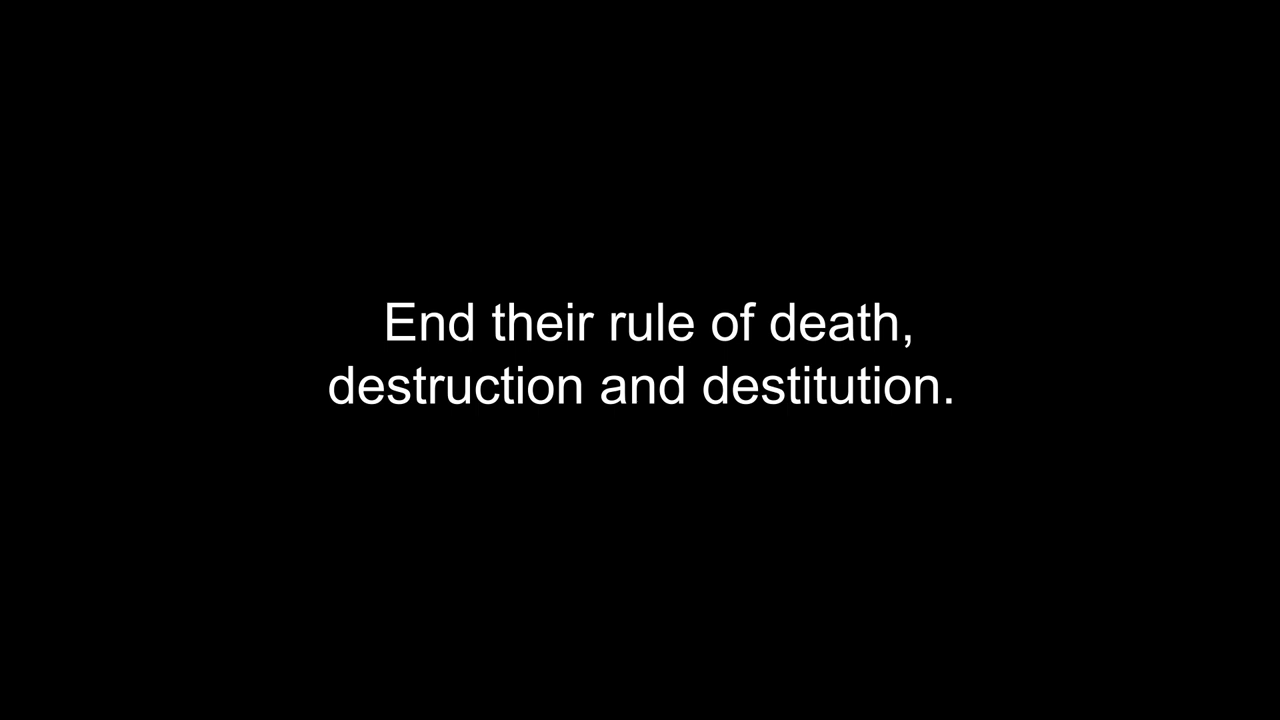 End their rule of death,
destruction and destitution.